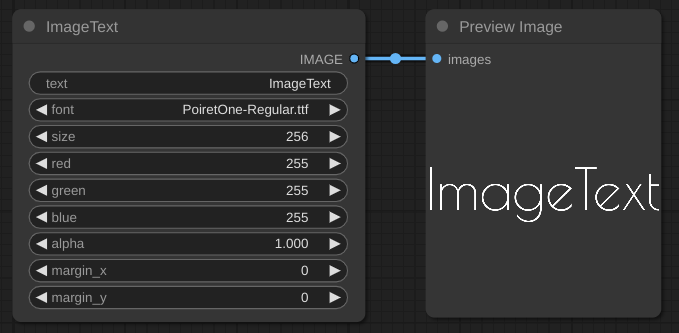 ImageText
IMAGE
text ImageText
font PoiretOne-Regular.ttf
size 256
red 255
green 255
blue 255
alpha 1.000
margin_x 0
margin_y 0
Preview Image
images
ImageText